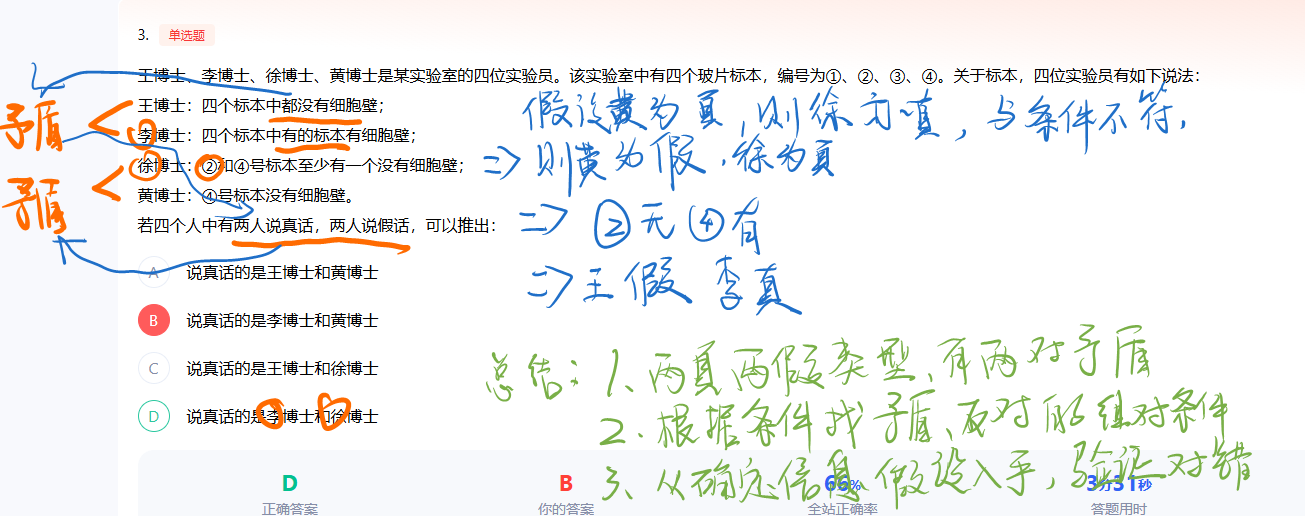 3. 单选题
王博士、李博士、徐博士、黄博士是某实验室的四位实验员。该实验室中有四个玻片标本，编号为①、②、③、④。关于标本，四位实验员有如下说法：
王博士：四个标本中都没有细胞壁；
李博士：四个标本中有的标本有细胞壁；
徐博士：②和④号标本至少有一个没有细胞壁；
黄博士：④号标本没有细胞壁。
若四个人中有两人说真话，两人说假话，可以推出：
矛盾
矛盾
假设黄为真，则徐为真，与条件不符，
=> 则黄为假，徐为真
=> ②无④有
=> 王假 李真
A 说真话的是王博士和黄博士
B 说真话的是李博士和黄博士
C 说真话的是王博士和徐博士
D 说真话的是李博士和徐博士
总结：1、两真两假类型，有两对矛盾
2、根据条件找矛盾、反对的组对条件
3、从确定信息、假设入手，验证对错
D
正确答案
B
你的答案
66%
全站正确率
3分31秒
答题用时